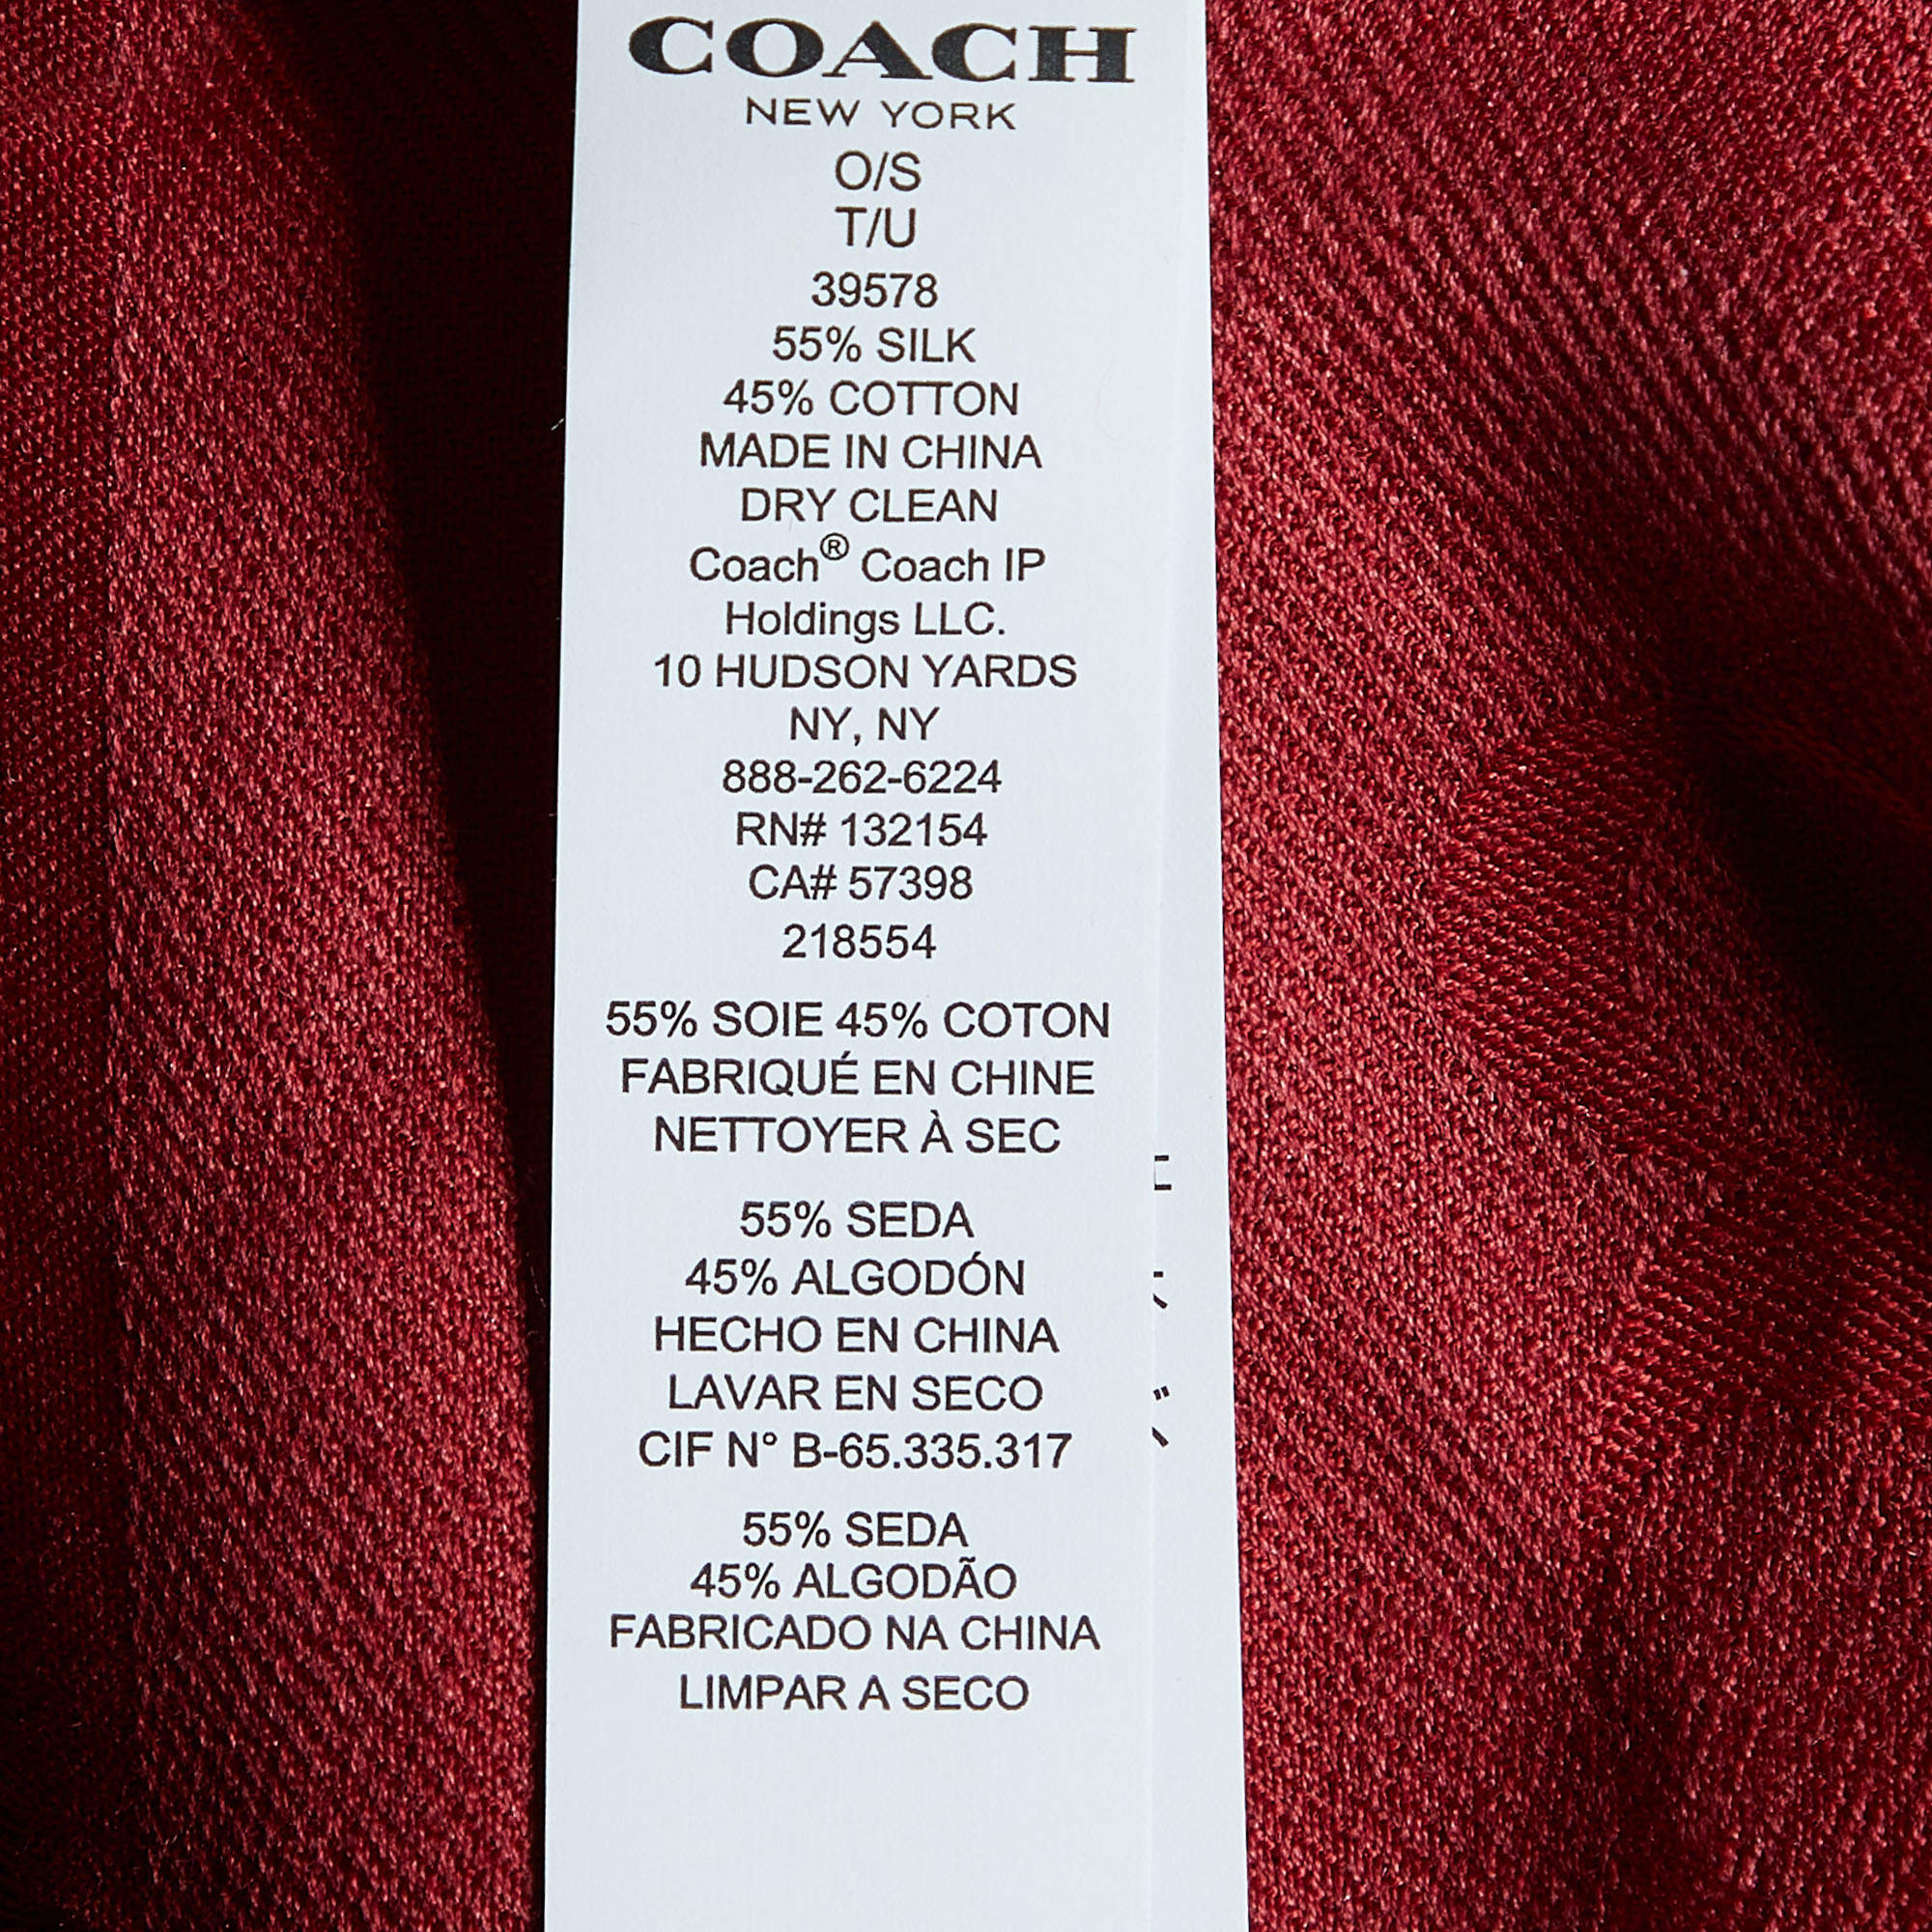 COACH
NEW YORK
O/S
T/U
39578
55% SILK
45% COTTON
MADE IN CHINA
DRY CLEAN
Coach® Coach IP
Holdings LLC.
10 HUDSON YARDS
NY, NY
888-262-6224
RN# 132154
CA# 57398
218554
55% SOIE 45% COTON
FABRIQUÉ EN CHINE
NETTOYER À SEC
55% SEDA
45% ALGODÓN
HECHO EN CHINA
LAVAR EN SECO
CIF N° B-65.335.317
55% SEDA
45% ALGODÃO
FABRICADO NA CHINA
LIMPAR A SECO